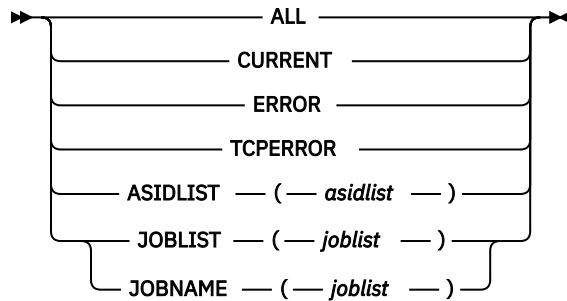 ALL
CURRENT
ERROR
TCPERROR
ASIDLIST ( asidlist )
JOBLIST ( joblist )
JOBNAME ( joblist )